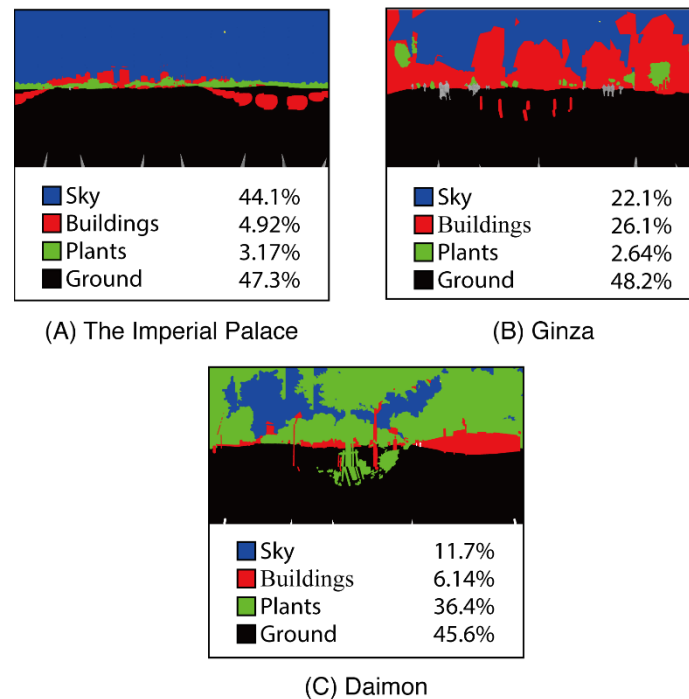 Sky 44.1%
Buildings 4.92%
Plants 3.17%
Ground 47.3%
(A) The Imperial Palace
Sky 22.1%
Buildings 26.1%
Plants 2.64%
Ground 48.2%
(B) Ginza
Sky 11.7%
Buildings 6.14%
Plants 36.4%
Ground 45.6%
(C) Daimon